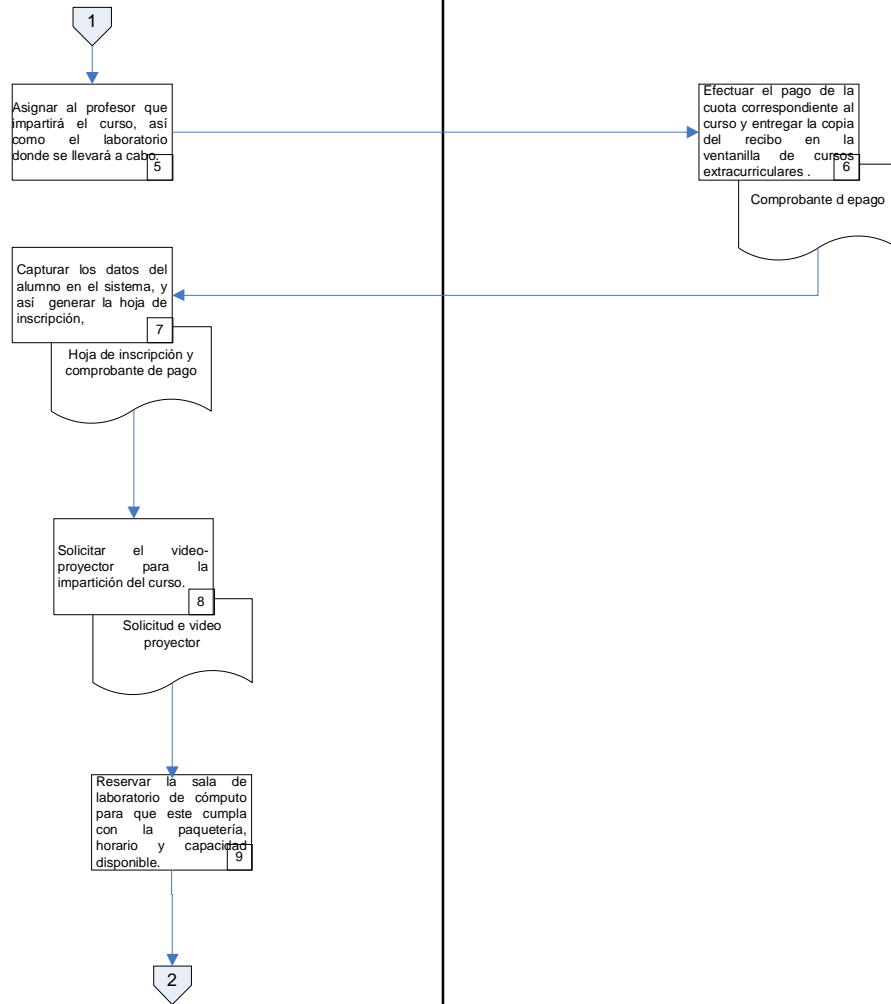 1
Asignar al profesor que
impartirá el curso, así
como el laboratorio
donde se llevará a cabo.
5
Efectuar el pago de la
cuota correspondiente al
curso y entregar la copia
del recibo en la
ventanilla de cursos
extracurriculares .
6
Comprobante d epago
Capturar los datos del
alumno en el sistema, y
así generar la hoja de
inscripción,
7
Hoja de inscripción y
comprobante de pago
Solicitar el video-
proyector para la
impartición del curso.
8
Solicitud e video
proyector
Reservar la sala de
laboratorio de cómputo
para que este cumpla
con la paquetería,
horario y capacidad
disponible.
9
2